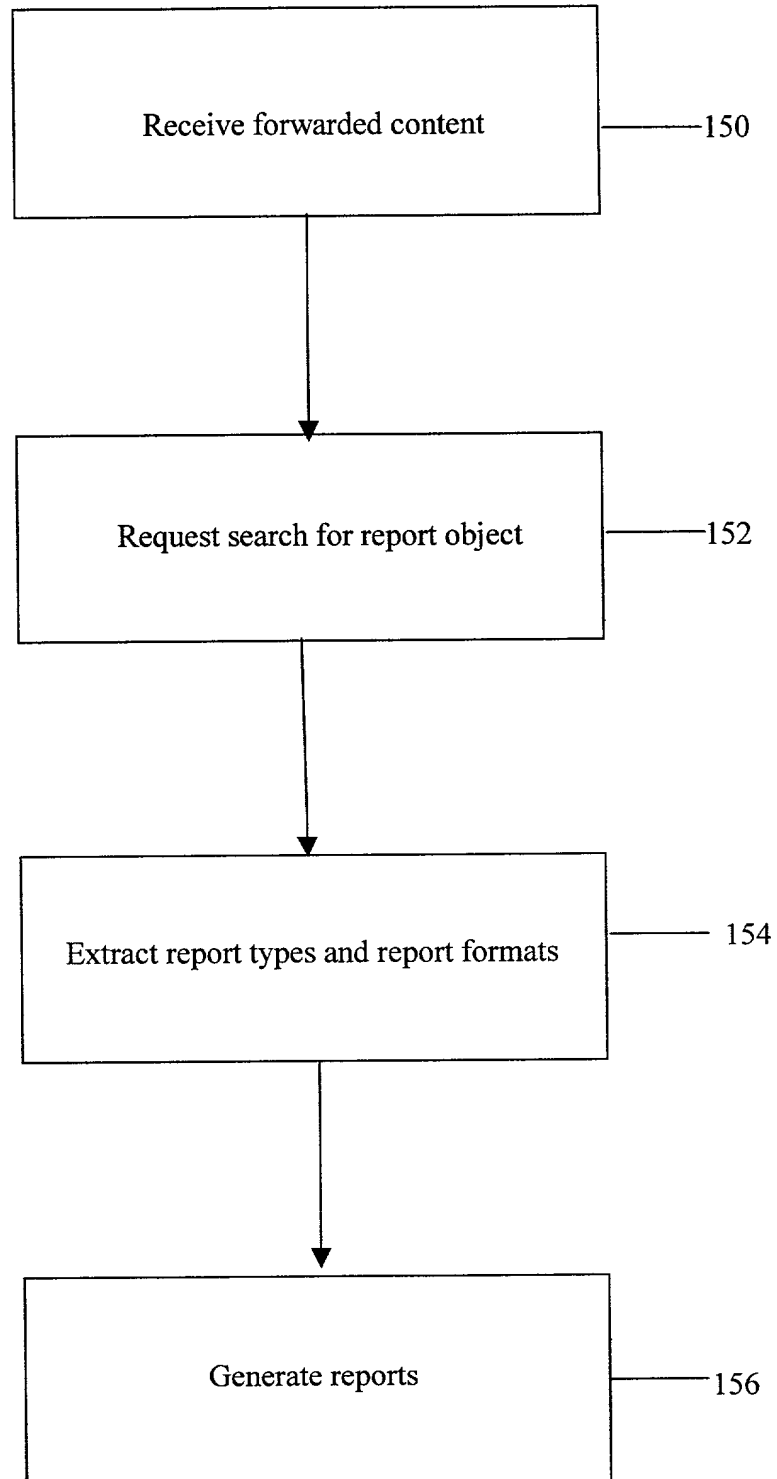 Receive forwarded content
150
Request search for report object
152
Extract report types and report formats
154
Generate reports
156